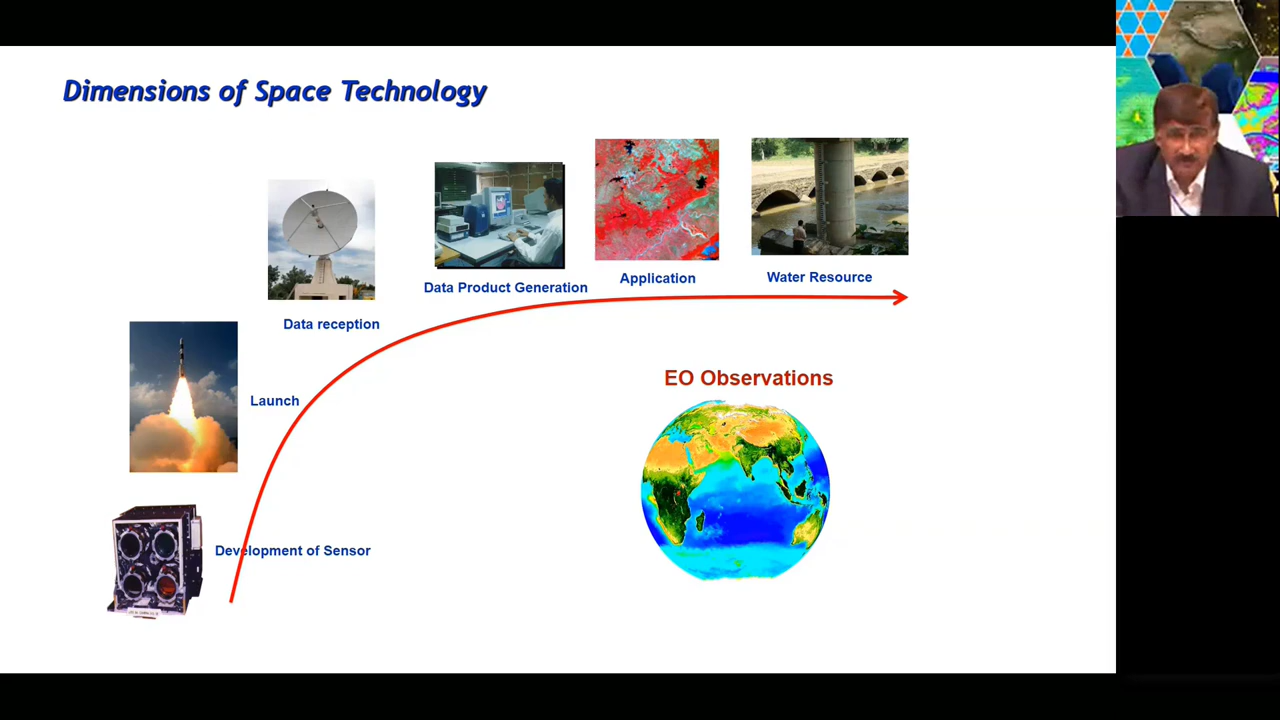 Dimensions of Space Technology
Data Product Generation
Application
Water Resource
Data reception
Launch
EO Observations
Development of Sensor